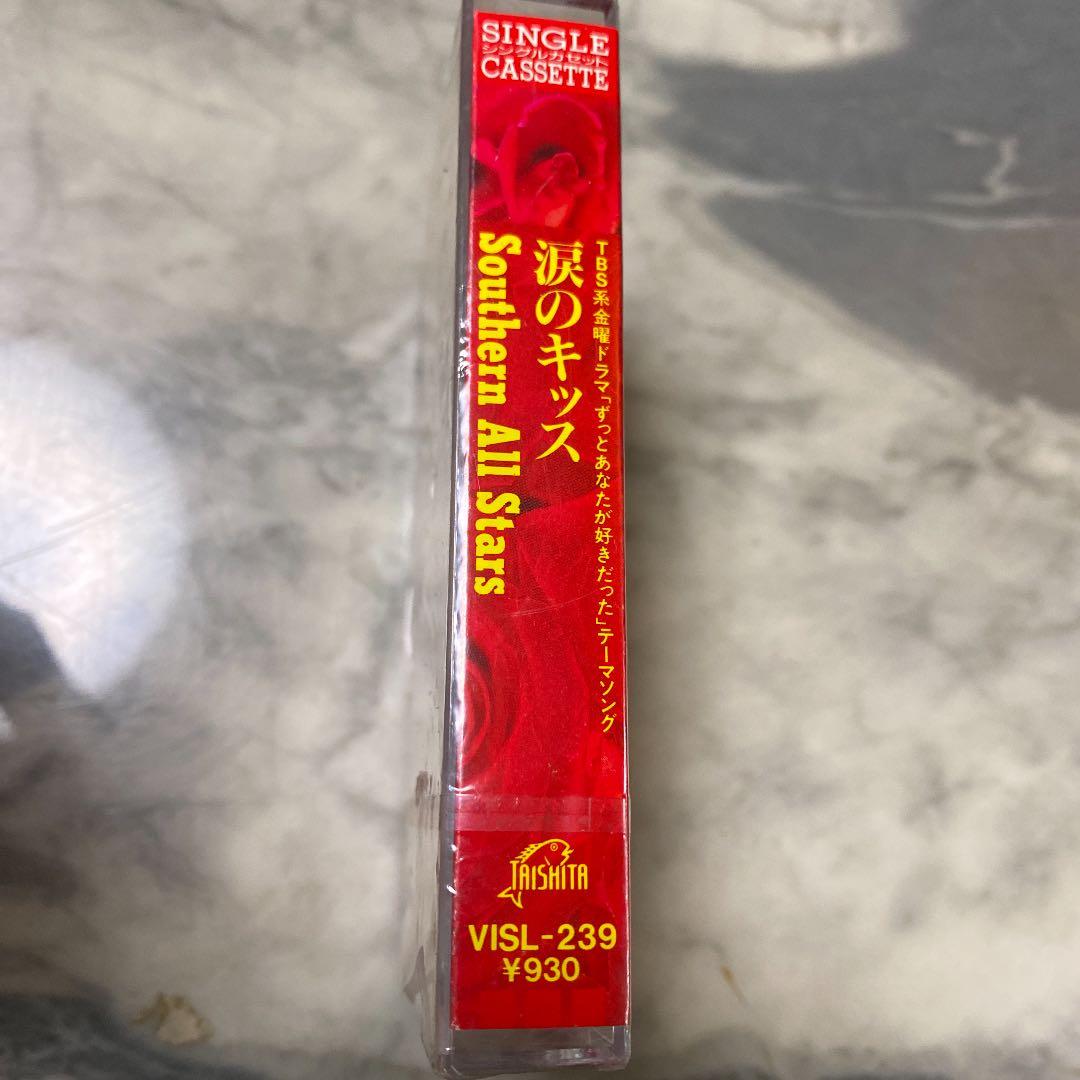 SINGLE
シングルカセット
CASSETTE
TBS系金曜ドラマ「ずっとあなたが好きだった」テーマソング
涙のキッス
Southern All Stars
TAISHITA
VISL-239
¥930